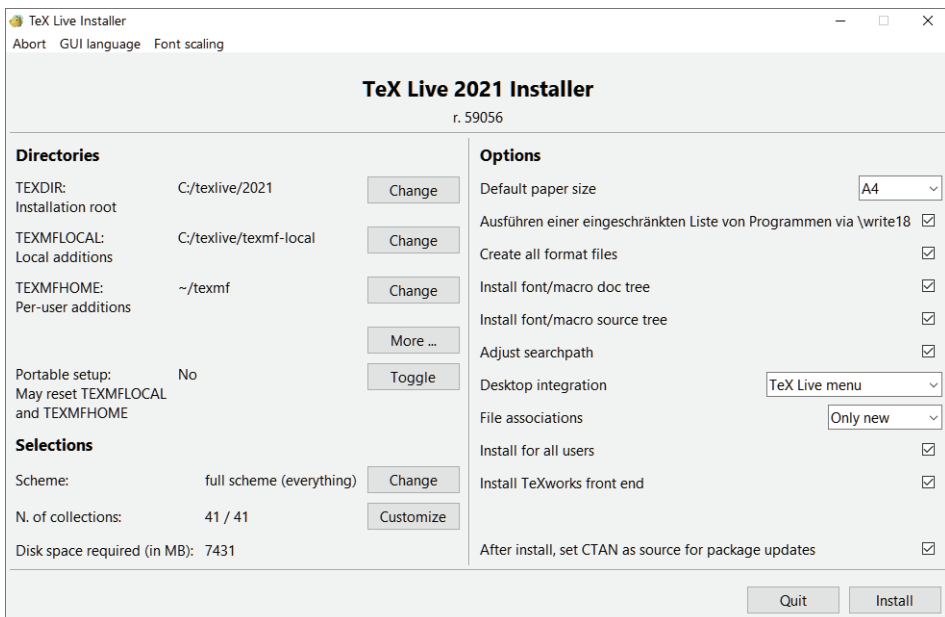 TeX Live Installer
Abort GUI language Font scaling
TeX Live 2021 Installer
r. 59056
Directories
TEXDIR: C:/texlive/2021 Change
Installation root
TEXMFLOCAL: C:/texlive/texmf-local Change
Local additions
TEXMFHOME: ~/texmf Change
Per-user additions
More ...
Portable setup: No Toggle
May reset TEXMFLOCAL
and TEXMFHOME
Selections
Scheme: full scheme (everything) Change
N. of collections: 41 / 41 Customize
Disk space required (in MB): 7431
Options
Default paper size A4
Ausführen einer eingeschränkten Liste von Programmen via \write18
Create all format files
Install font/macro doc tree
Install font/macro source tree
Adjust searchpath
Desktop integration TeX Live menu
File associations Only new
Install for all users
Install TeXworks front end
After install, set CTAN as source for package updates
Quit Install